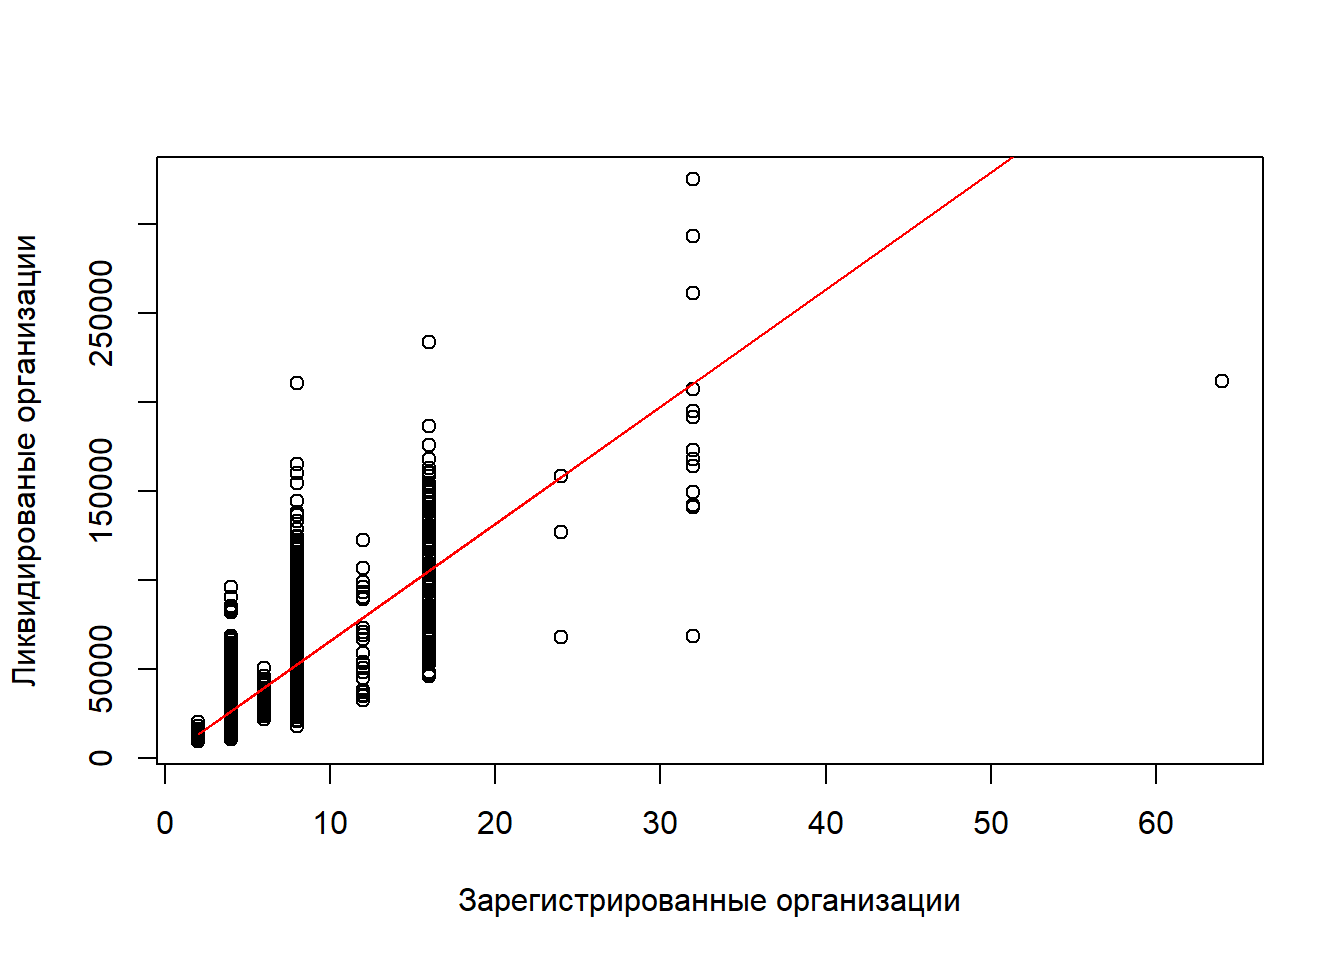 Ликвидированые организации
250000
150000
50000
0
0 10 20 30 40 50 60
Зарегистрированные организации